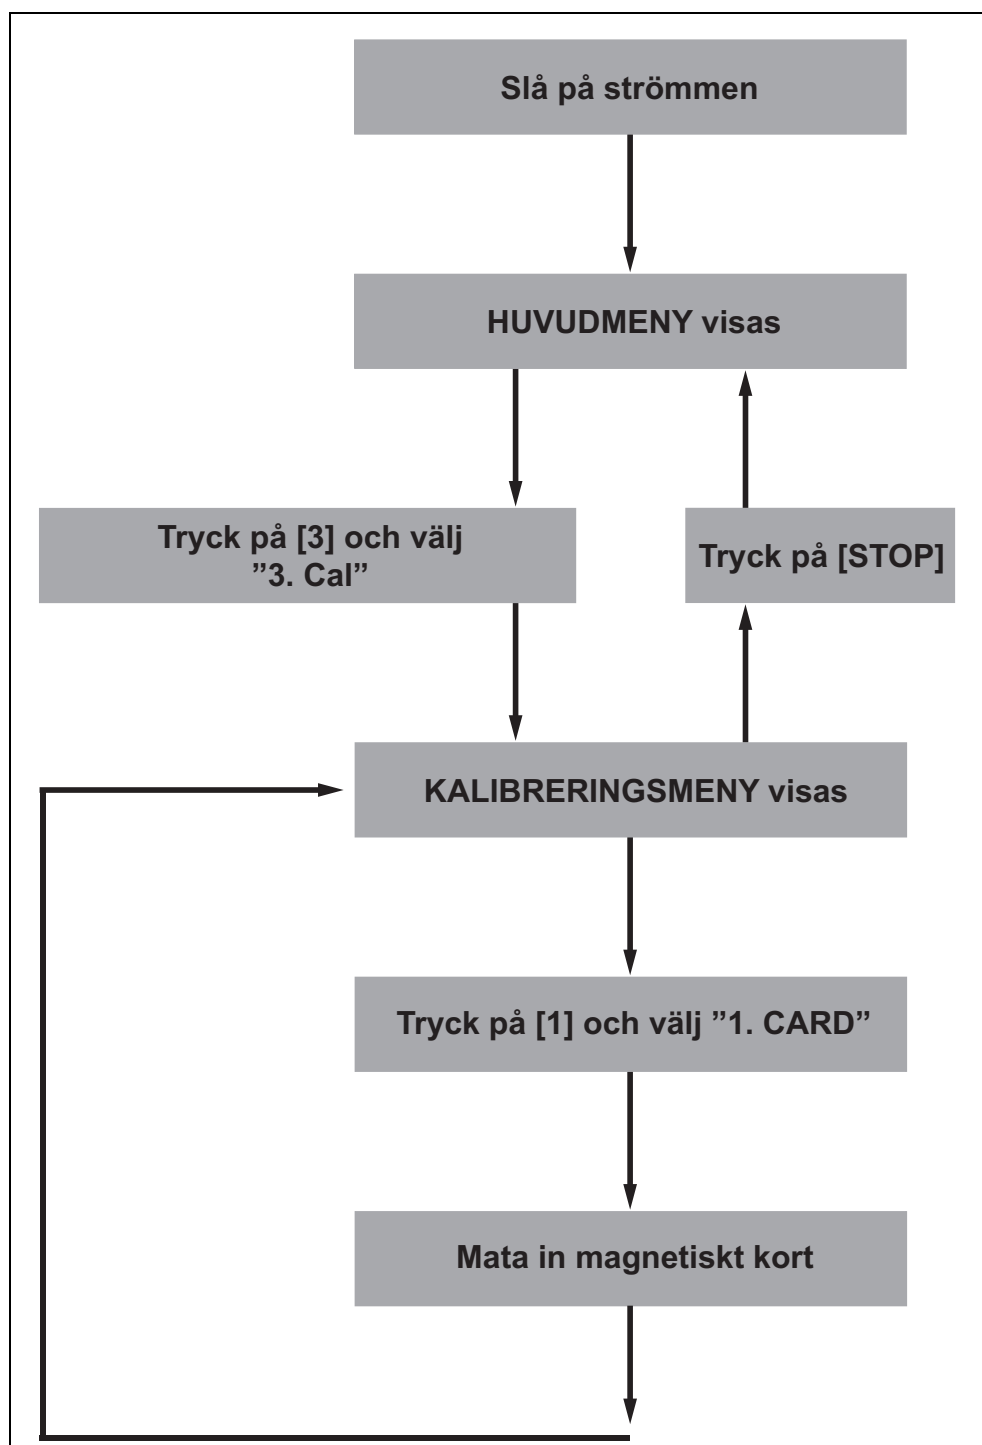 Slå på strömmen
HUVUDMENY visas
Tryck på [3] och välj
”3. Cal”
Tryck på [STOP]
KALIBRERINGSMENY visas
Tryck på [1] och välj ”1. CARD”
Mata in magnetiskt kort